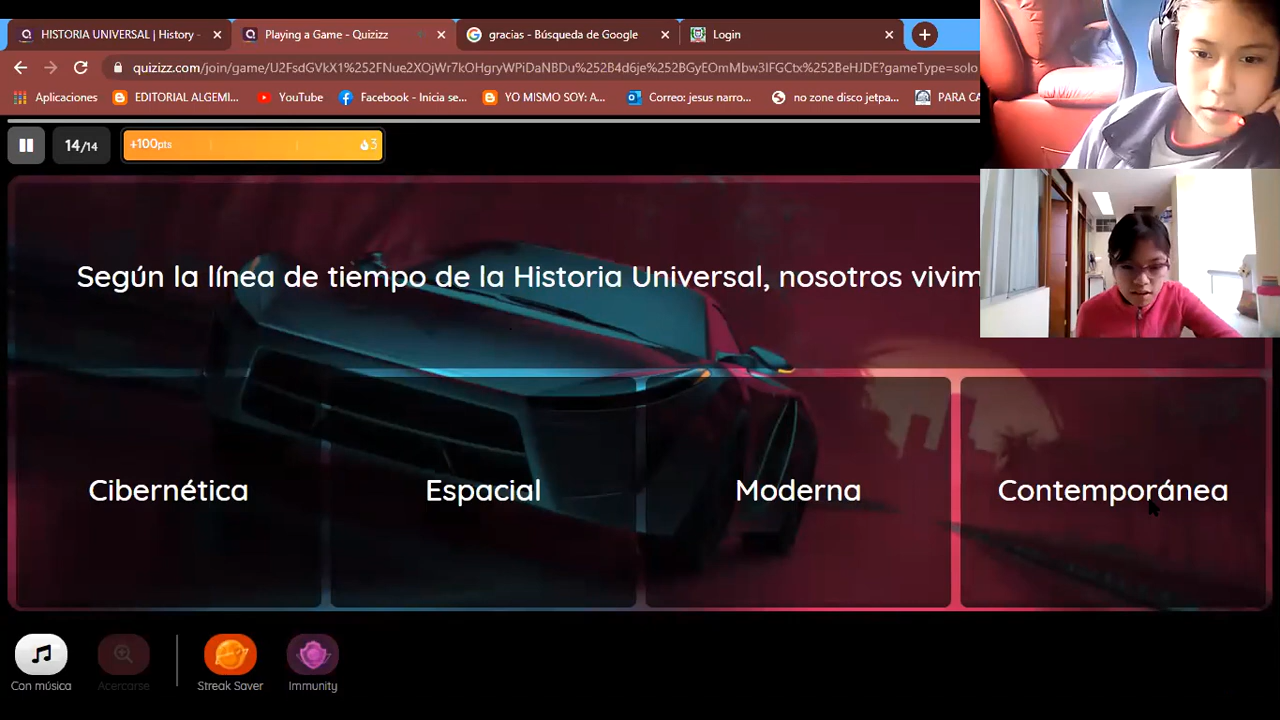 HISTORIA UNIVERSAL | History -
Playing a Game - Quizizz
gracias - Búsqueda de Google
Login
quizizz.com/join/game/U2FsdGVkX1%252FNue2XOjWr7kOHgryWPiDaNBDu%252B4d6je%252BGyEOmMbw3IFGCtx%252BeHJDE?gameType=solo
Aplicaciones
EDITORIAL ALGEMI...
YouTube
Facebook - Inicia se...
YO MISMO SOY: A...
Correo: jesus narro...
no zone disco jetpa...
PARA CA
14/14
+100pts
3
Según la línea de tiempo de la Historia Universal, nosotros vivim
Cibernética
Espacial
Moderna
Contemporánea
Con música
Acercarse
Streak Saver
Immunity